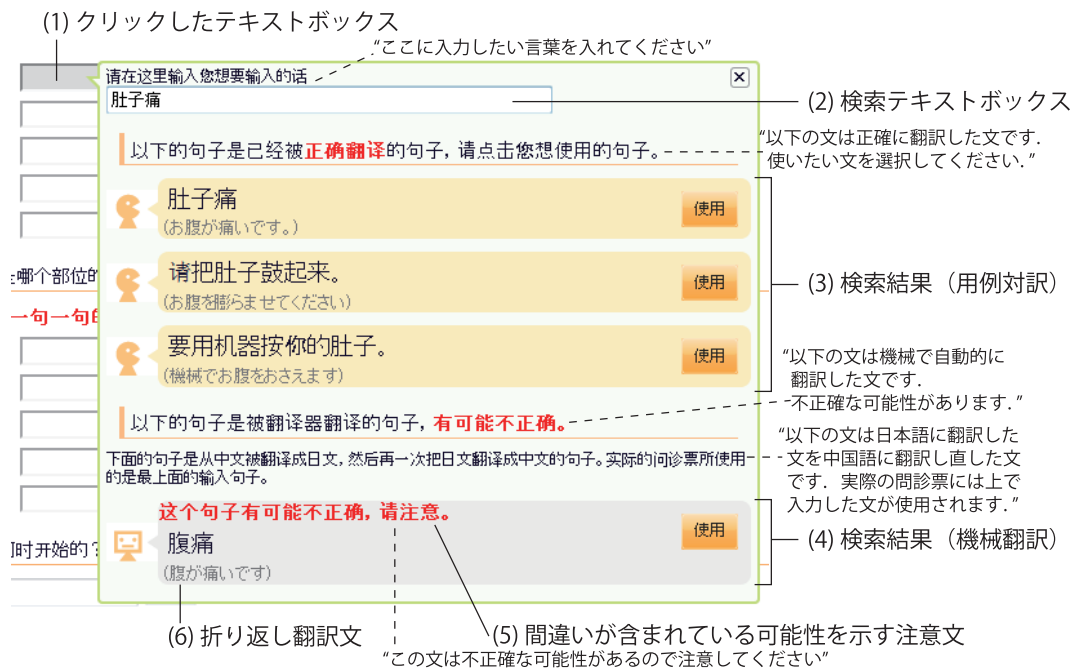 (1) クリックしたテキストボックス
“ここに入力したい言葉を入れてください”
请在这里输入您想要输入的话
肚子痛
(2) 検索テキストボックス
以下的句子是已经被正确翻译的句子，请点击您想使用的句子。
“以下の文は正確に翻訳した文です．
使いたい文を選択してください．”
肚子痛
(お腹が痛いです。)
使用
请把肚子鼓起来。
(お腹を膨らませてください)
使用
(3) 検索結果（用例対訳）
哪个部位的
一句一句的
要用机器按你的肚子。
(機械でお腹をおさえます)
使用
“以下の文は機械で自動的に
翻訳した文です．
不正確な可能性があります．”
以下的句子是被翻译器翻译的句子，有可能不正确。
“以下の文は日本語に翻訳した
文を中国語に翻訳し直した文
です．実際の問診票には上で
入力した文が使用されます．”
下面的句子是从中文被翻译成日文，然后再一次把日文翻译成中文的句子。实际的问诊票所使用
的是最上面的输入句子。
这个句子有可能不正确，请注意。
腹痛
(腹が痛いです)
使用
(4) 検索結果（機械翻訳）
时开始的？
(6) 折り返し翻訳文
(5) 間違いが含まれている可能性を示す注意文
“この文は不正確な可能性があるので注意してください”